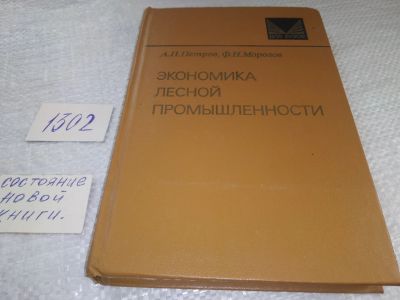 А.П.Петров, Ф.Н.Морозов
ЭКОНОМИКА
ЛЕСНОЙ
ПРОМЫШЛЕННОСТИ
1302
состояние
новой
книги.